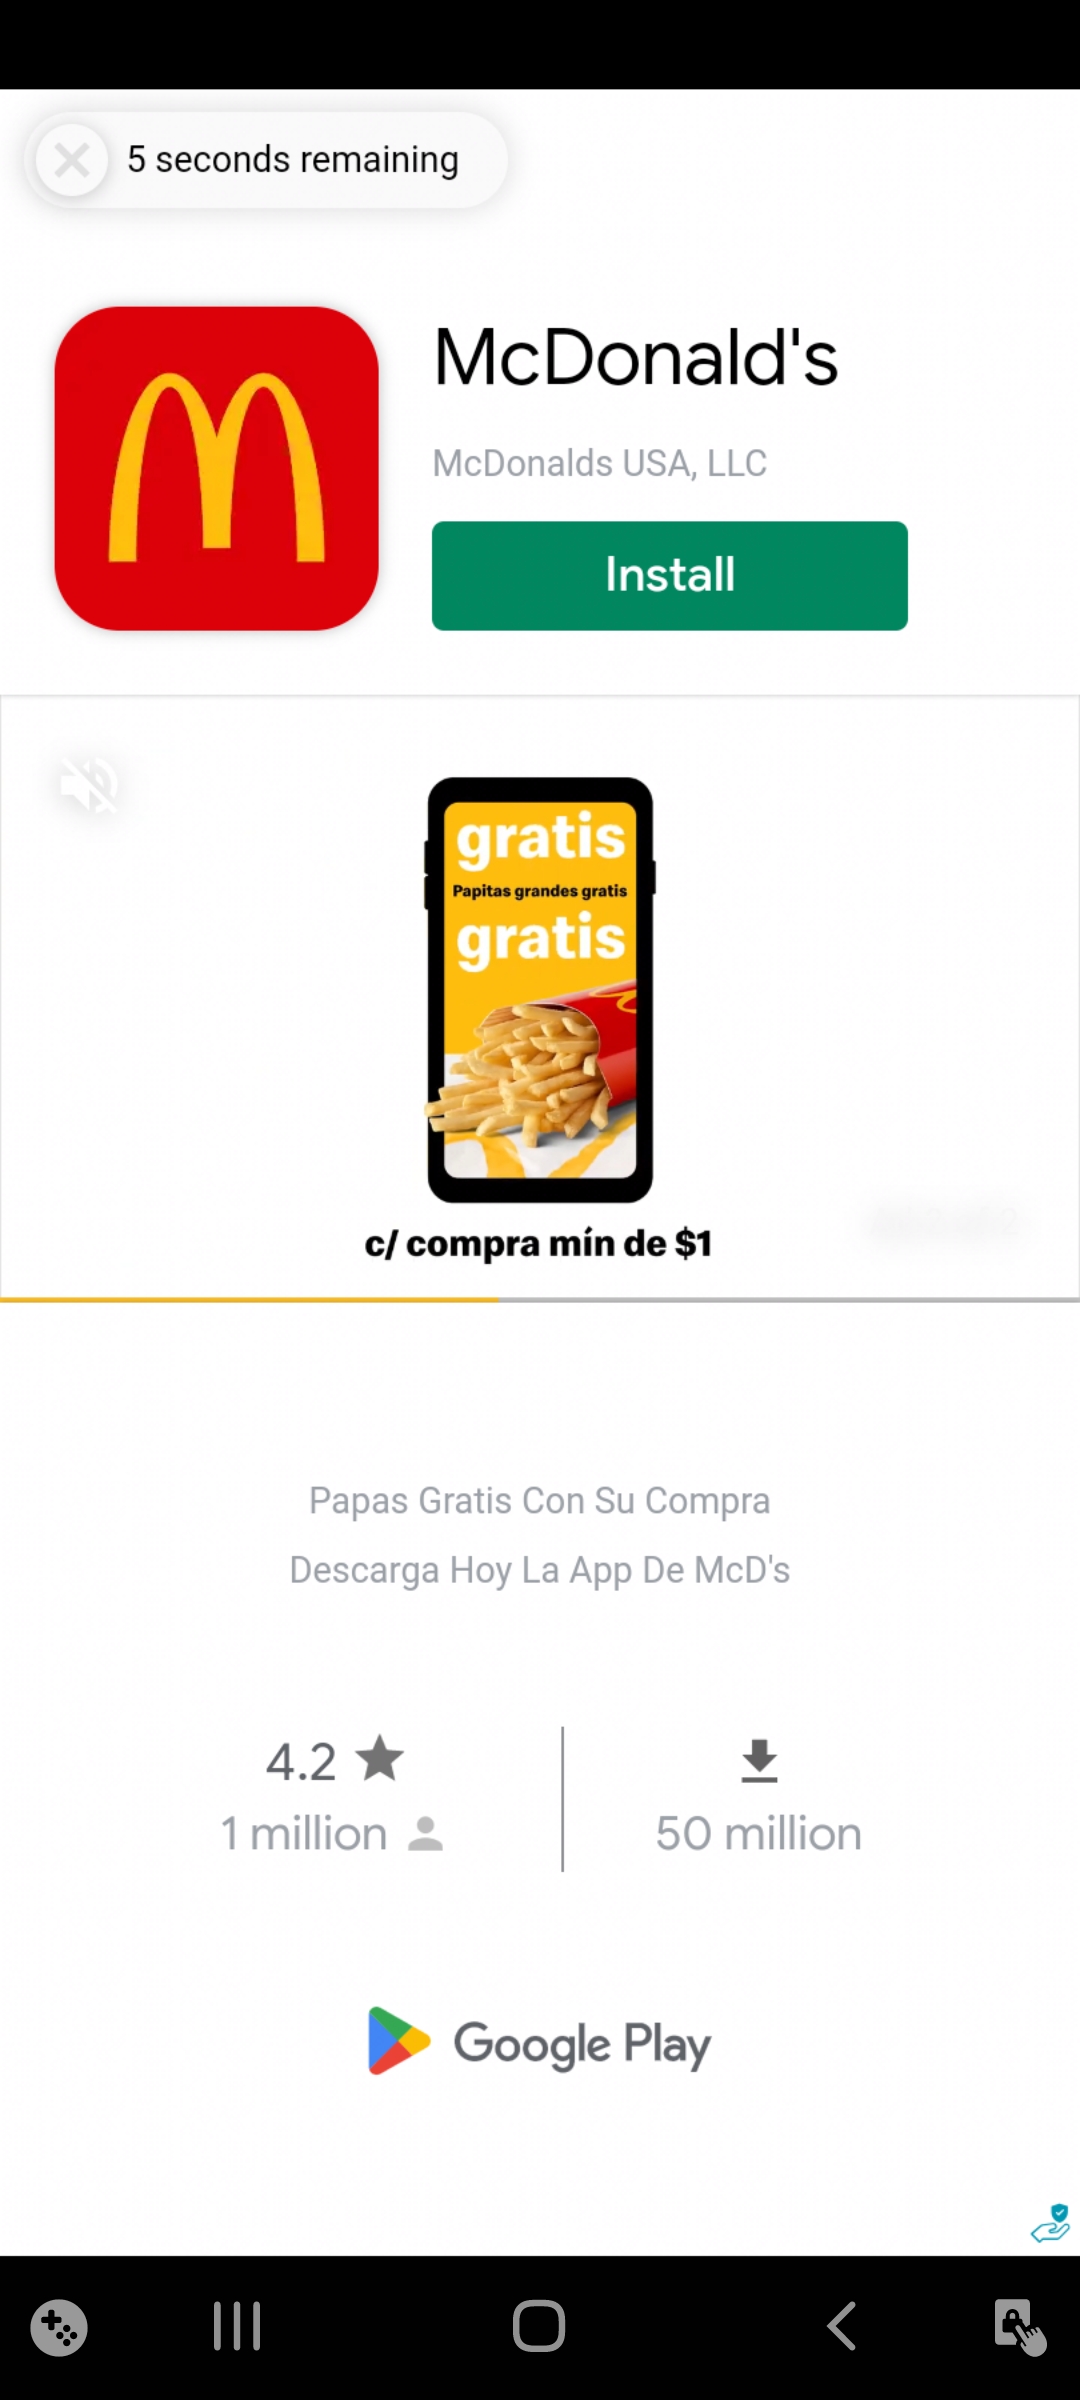 5 seconds remaining
McDonald's
McDonalds USA, LLC
Install
gratis
Papitas grandes gratis
gratis
c/ compra mín de $1
Papas Gratis Con Su Compra
Descarga Hoy La App De McD's
4.2
1 million
50 million
Google Play